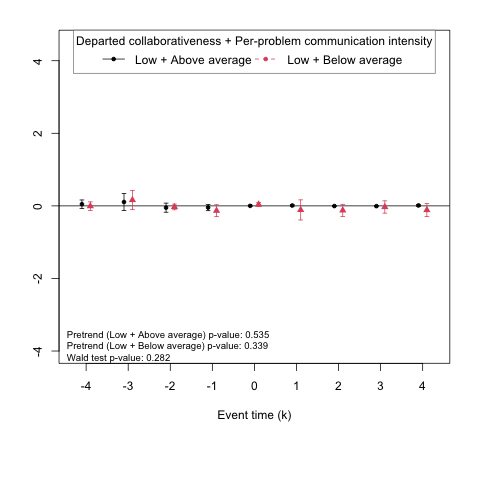 Departed collaborativeness + Per-problem communication intensity
Low + Above average Low + Below average
4
2
0
-2
-4
Pretrend (Low + Above average) p-value: 0.535
Pretrend (Low + Below average) p-value: 0.339
Wald test p-value: 0.282
-4 -3 -2 -1 0 1 2 3 4
Event time (k)